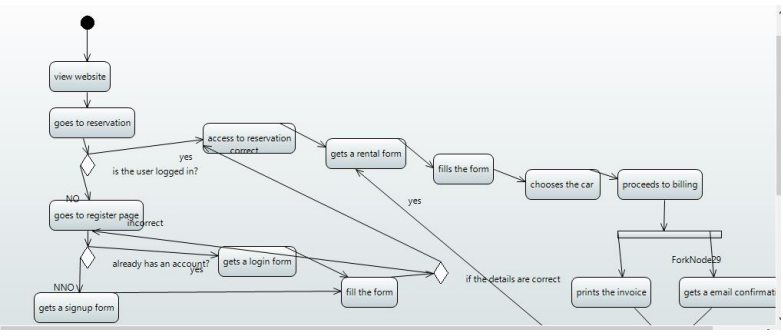 view website
goes to reservation
access to reservation
correct
yes
is the user logged in?
gets a rental form
fills the form
chooses the car
proceeds to billing
NO
goes to register page
incorrect
yes
already has an account?
yes
gets a login form
if the details are correct
ForkNode29
NNO
gets a signup form
fill the form
prints the invoice
gets a email confirmat